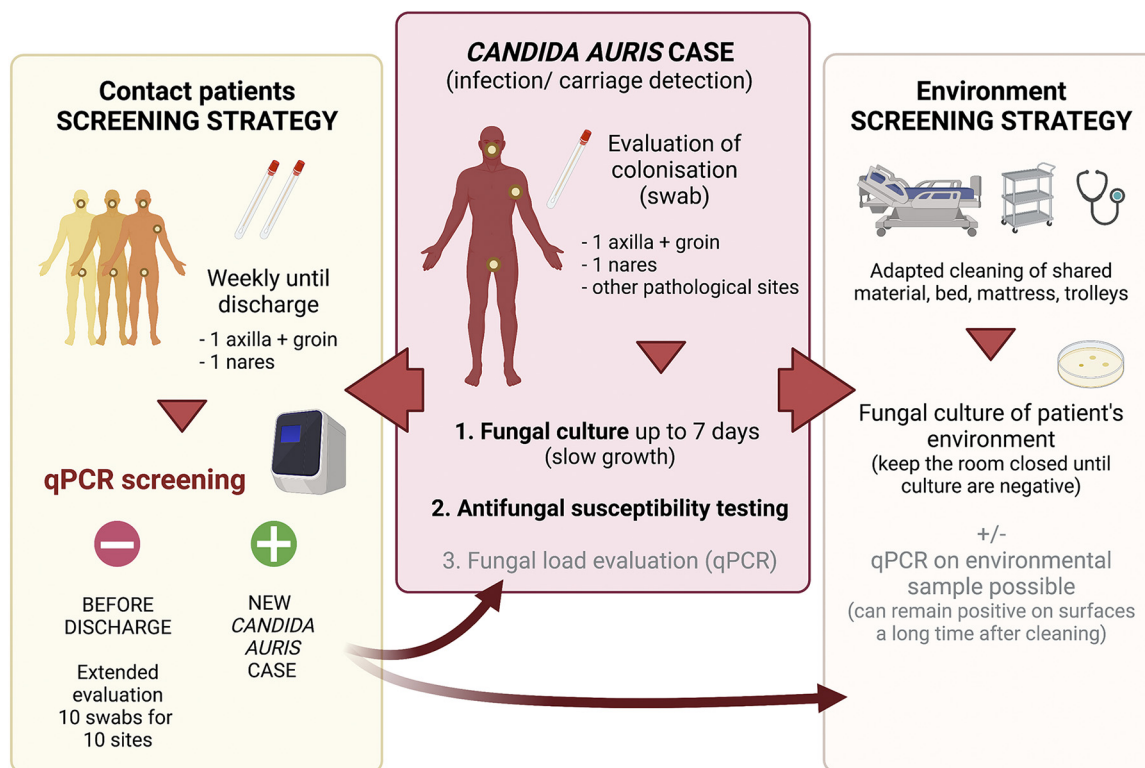 Contact patients
SCREENING STRATEGY
Weekly until
discharge
- 1 axilla + groin
- 1 nares
qPCR screening
BEFORE
DISCHARGE
Extended
evaluation
10 swabs for
10 sites
NEW
CANDIDA
AURIS
CASE
CANDIDA AURIS CASE
(infection/ carriage detection)
Evaluation of
colonisation
(swab)
- 1 axilla + groin
- 1 nares
- other pathological sites
1. Fungal culture up to 7 days
(slow growth)
2. Antifungal susceptibility testing
3. Fungal load evaluation (qPCR)
Environment
SCREENING STRATEGY
Adapted cleaning of shared
material, bed, mattress, trolleys
Fungal culture of patient's
environment
(keep the room closed until
culture are negative)
+/-
qPCR on environmental
sample possible
(can remain positive on surfaces
a long time after cleaning)